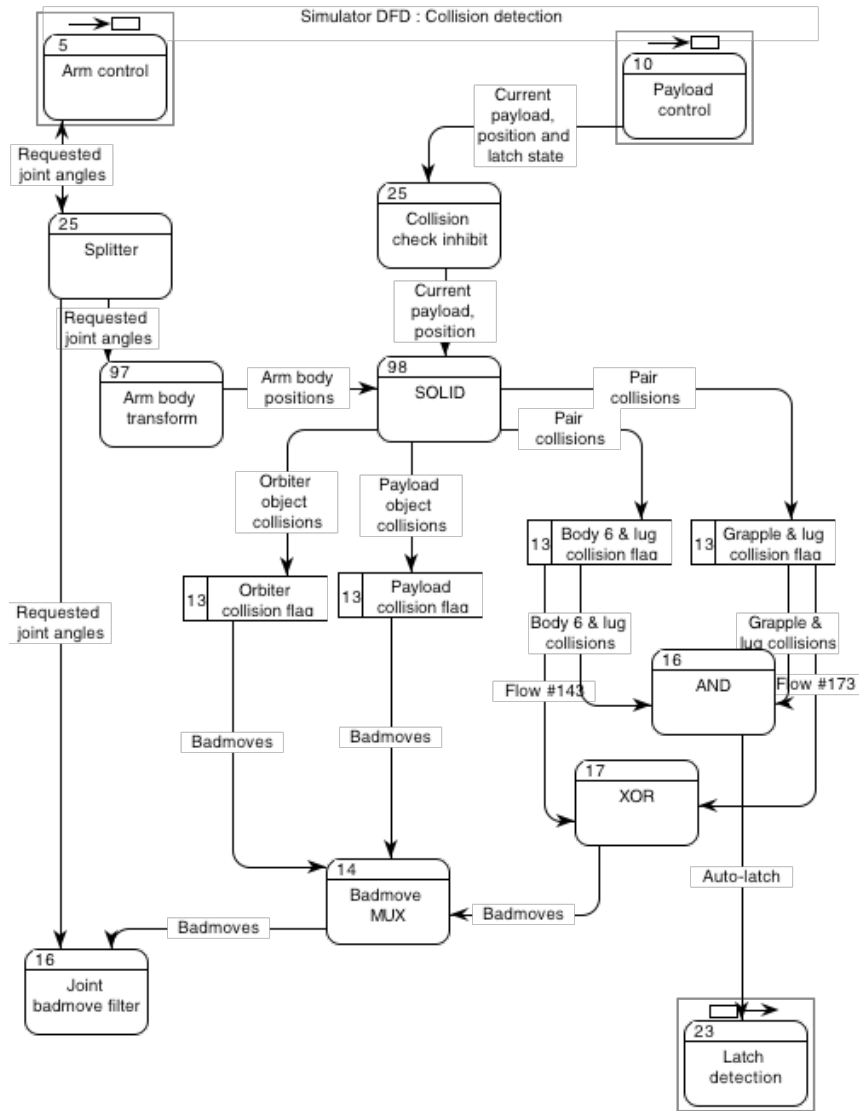 Simulator DFD : Collision detection
5
Arm control
10
Payload
control
Current
payload,
position and
latch state
Requested
joint angles
25
Collision
check inhibit
25
Splitter
Current
payload,
position
Requested
joint angles
97
Arm body
transform
Arm body
positions
98
SOLID
Pair
collisions
Pair
collisions
Orbiter
object
collisions
Payload
object
collisions
13
Orbiter
collision flag
13
Payload
collision flag
13
Body 6 & lug
collision flag
13
Grapple & lug
collision flag
Requested
joint angles
Body 6 & lug
collisions
Grapple &
lug collisions
16
AND
Flow #143
Flow #173
Badmoves
Badmoves
17
XOR
14
Badmove
MUX
Auto-latch
Badmoves
Badmoves
16
Joint
badmove filter
23
Latch
detection